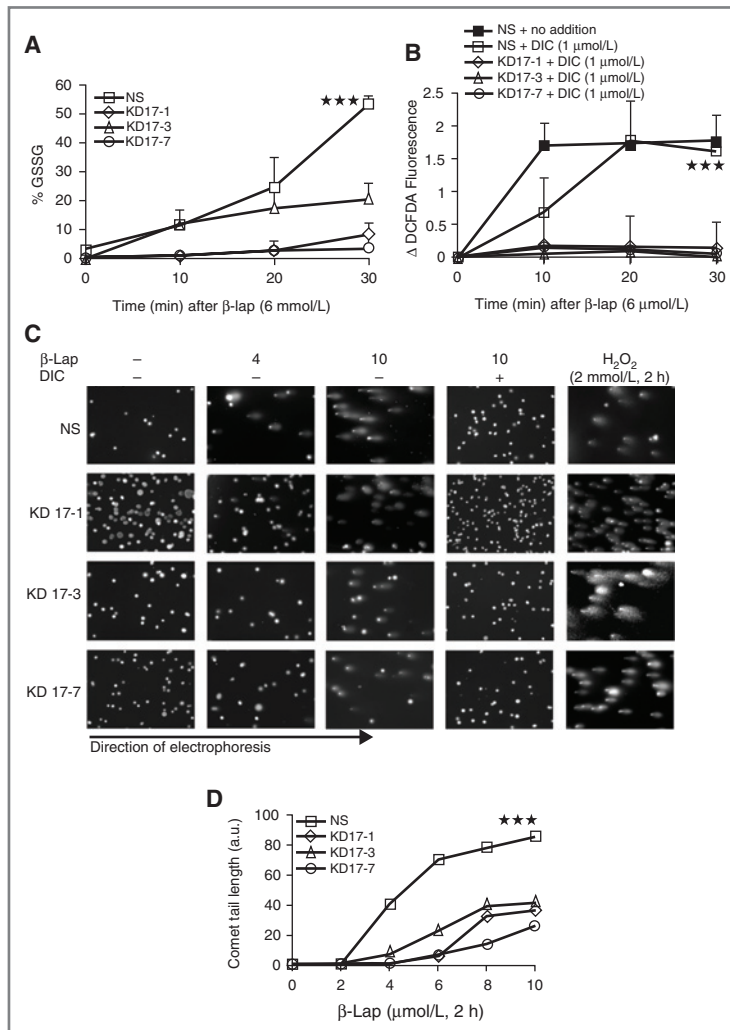 A
NS
KD17-1
KD17-3
KD17-7
★★★
% GSSG
60
50
40
30
20
10
0
0 10 20 30
Time (min) after β-lap (6 mmol/L)
B
NS + no addition
NS + DIC (1 μmol/L)
KD17-1 + DIC (1 μmol/L)
KD17-3 + DIC (1 μmol/L)
KD17-7 + DIC (1 μmol/L)
★★★
Δ DCFDA Fluorescence
2.5
2
1.5
1
0.5
0
0 10 20 30
Time (min) after β-lap (6 μmol/L)
C
β-Lap – 4 10 10 H₂O₂
DIC – – – + (2 mmol/L, 2 h)
NS
KD 17-1
KD 17-3
KD 17-7
Direction of electrophoresis
D
NS
KD17-1
KD17-3
KD17-7
★★★
Comet tail length (a.u.)
100
80
60
40
20
0
0 2 4 6 8 10
β-Lap (μmol/L, 2 h)